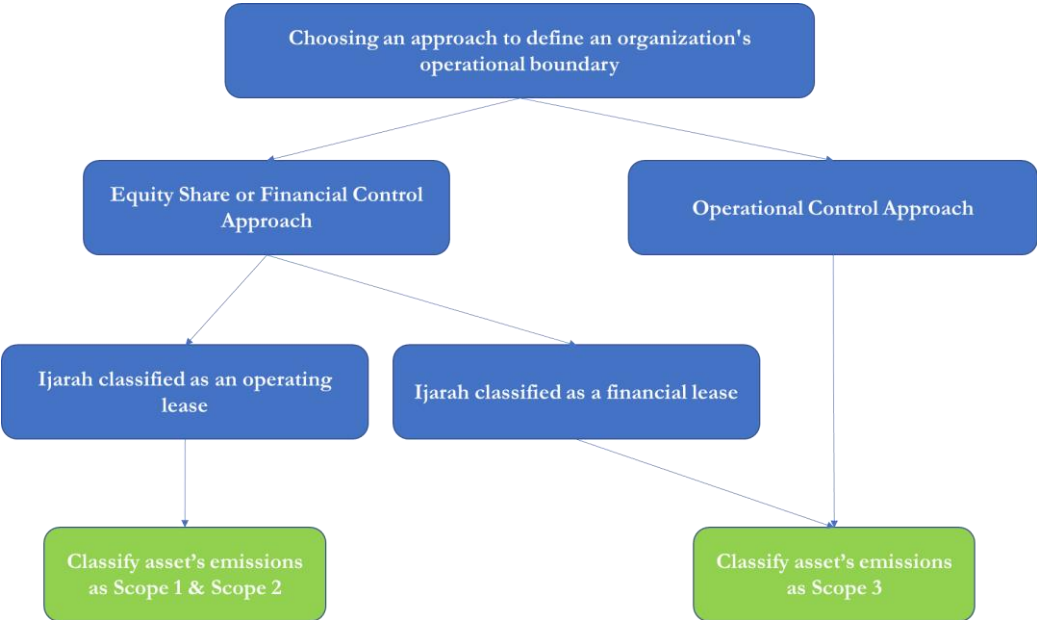 Choosing an approach to define an organization's
operational boundary
Equity Share or Financial Control
Approach
Operational Control Approach
Ijarah classified as an operating
lease
Ijarah classified as a financial lease
Classify asset’s emissions
as Scope 1 & Scope 2
Classify asset’s emissions
as Scope 3